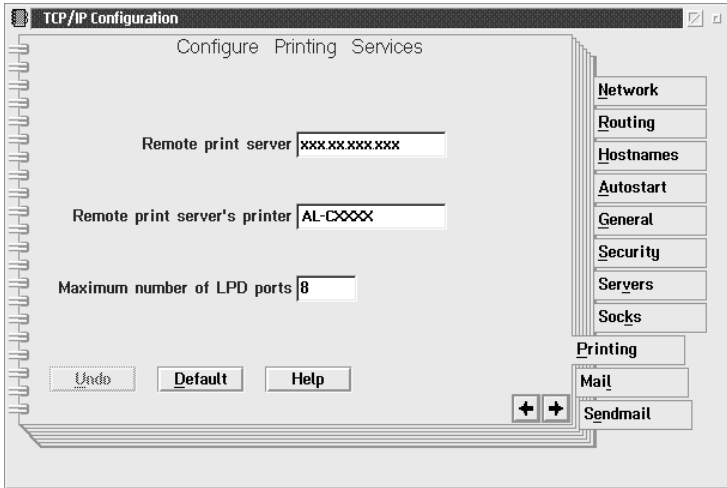 TCP/IP Configuration
Configure Printing Services
Remote print server xxx.xx.xxx.xxx
Remote print server's printer AL-CXXXX
Maximum number of LPD ports 8
Undo Default Help
Network
Routing
Hostnames
Autostart
General
Security
Servers
Socks
Printing
Mail
Sendmail